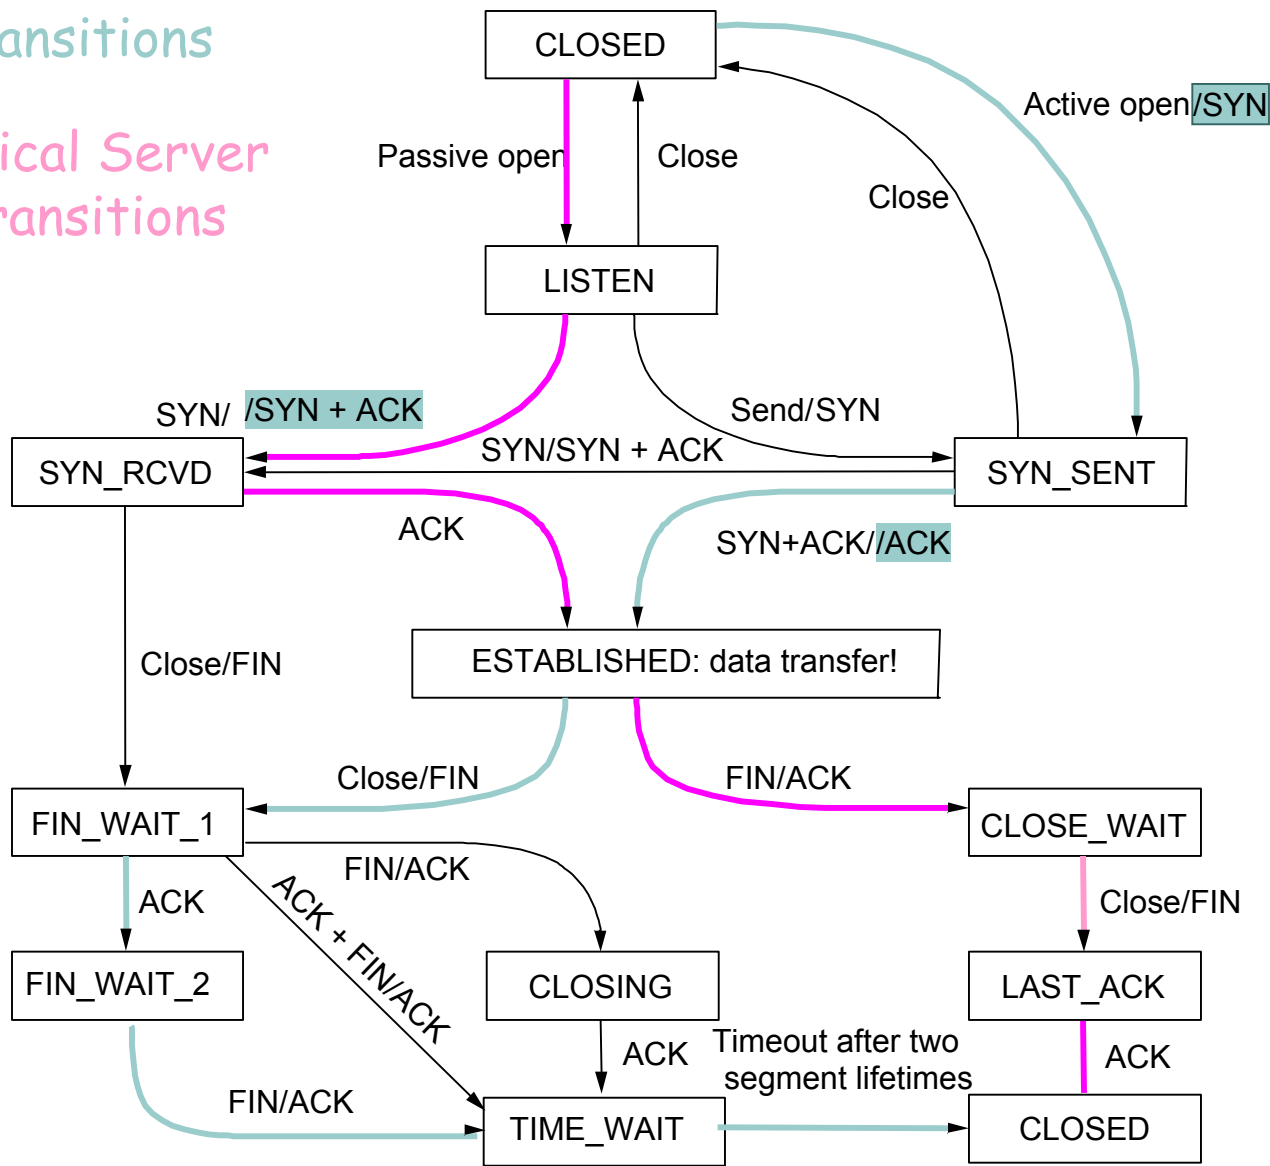 ansitions
CLOSED
Active open/SYN
ical Server
Passive open
Close
ransitions
Close
LISTEN
SYN/ /SYN + ACK
Send/SYN
SYN/SYN + ACK
SYN_RCVD
SYN_SENT
ACK
SYN+ACK//ACK
ESTABLISHED: data transfer!
Close/FIN
Close/FIN
FIN/ACK
FIN_WAIT_1
CLOSE_WAIT
FIN/ACK
ACK + FIN/ACK
ACK
Close/FIN
FIN_WAIT_2
CLOSING
LAST_ACK
Timeout after two
segment lifetimes
ACK
ACK
FIN/ACK
TIME_WAIT
CLOSED